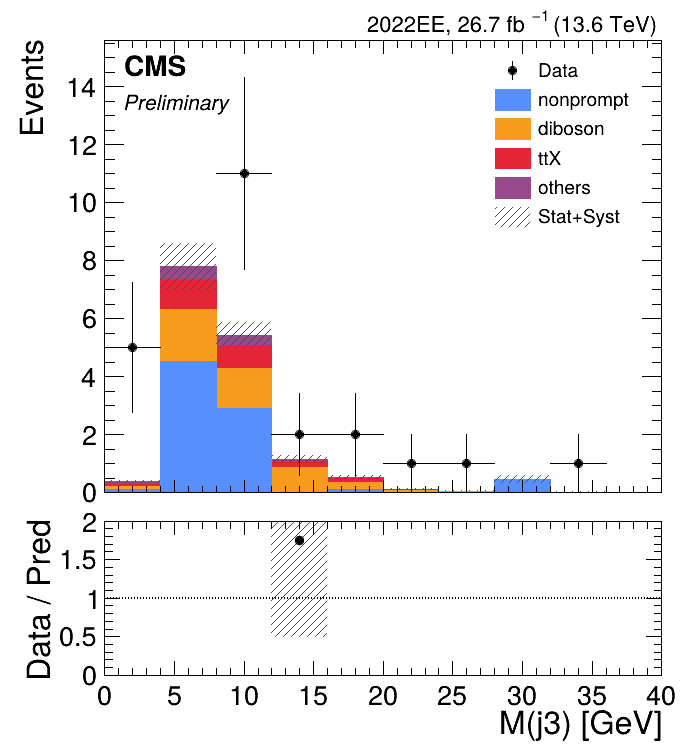 2022EE, 26.7 fb⁻¹ (13.6 TeV)
Events
CMS
Preliminary
Data
nonprompt
diboson
ttX
others
Stat+Syst
14
12
10
8
6
4
2
0
Data / Pred
2
1.5
1
0.5
0
0 5 10 15 20 25 30 35 40
M(j3) [GeV]